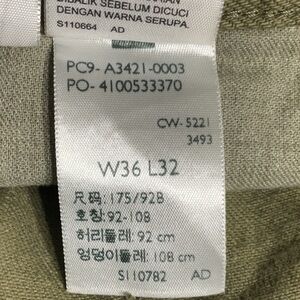 DIBALIK SEBELUM DICUCI
DENGAN WARNA SERUPA.
S110664 AD
PC9- A3421-0003
PO- 4100533370
CW- 5221
3493
W36 L32
尺码: 175/92B
호칭: 92-108
허리둘레: 92 cm
엉덩이둘레: 108 cm
S110782 AD